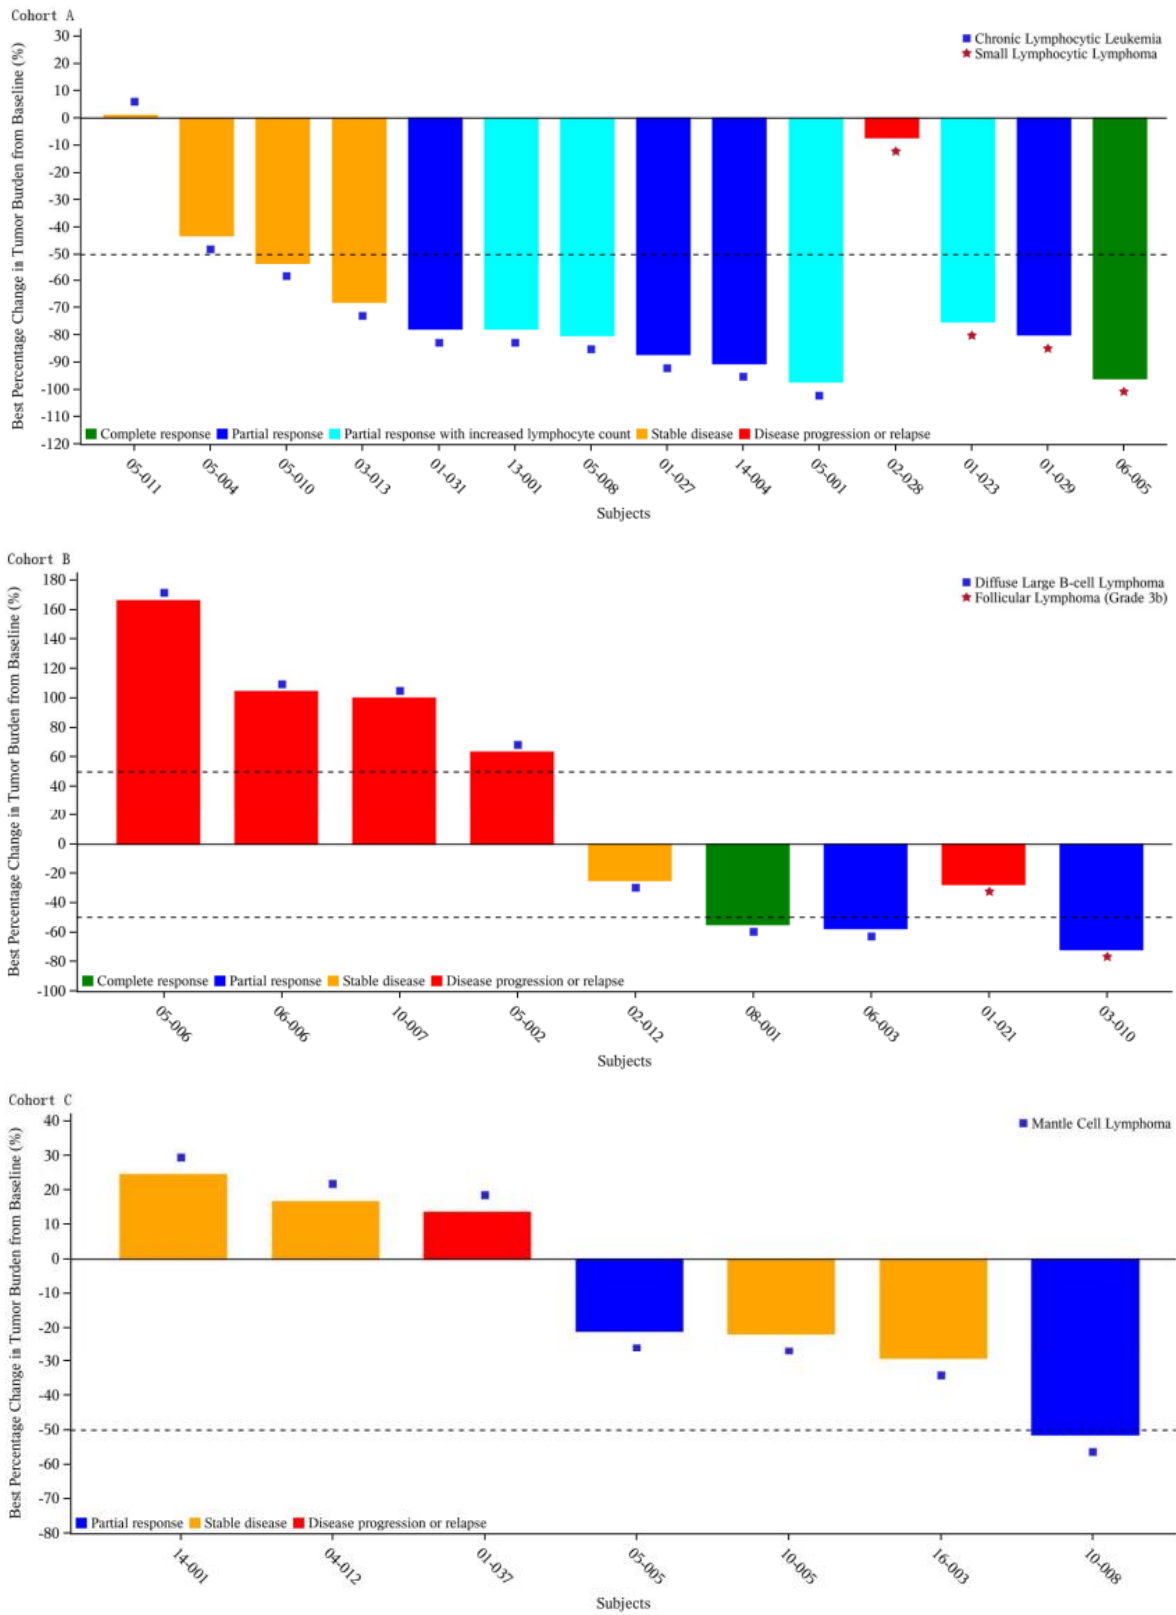 Cohort A
Best Percentage Change in Tumor Burden from Baseline (%)
30
20
10
0
-10
-20
-30
-40
-50
-60
-70
-80
-90
-100
-110
-120
Chronic Lymphocytic Leukemia
Small Lymphocytic Lymphoma
Complete response Partial response Partial response with increased lymphocyte count Stable disease Disease progression or relapse
05-011 05-004 05-010 03-013 01-031 13-001 05-008 01-027 14-004 05-001 02-028 01-023 01-029 06-005
Subjects
Cohort B
Best Percentage Change in Tumor Burden from Baseline (%)
180
160
140
120
100
80
60
40
20
0
-20
-40
-60
-80
-100
Diffuse Large B-cell Lymphoma
Follicular Lymphoma (Grade 3b)
Complete response Partial response Stable disease Disease progression or relapse
05-006 06-006 10-007 05-002 02-012 08-001 06-003 01-021 03-010
Subjects
Cohort C
Best Percentage Change in Tumor Burden from Baseline (%)
40
30
20
10
0
-10
-20
-30
-40
-50
-60
-70
-80
Mantle Cell Lymphoma
Partial response Stable disease Disease progression or relapse
14-001 04-012 01-037 05-005 10-005 16-003 10-008
Subjects